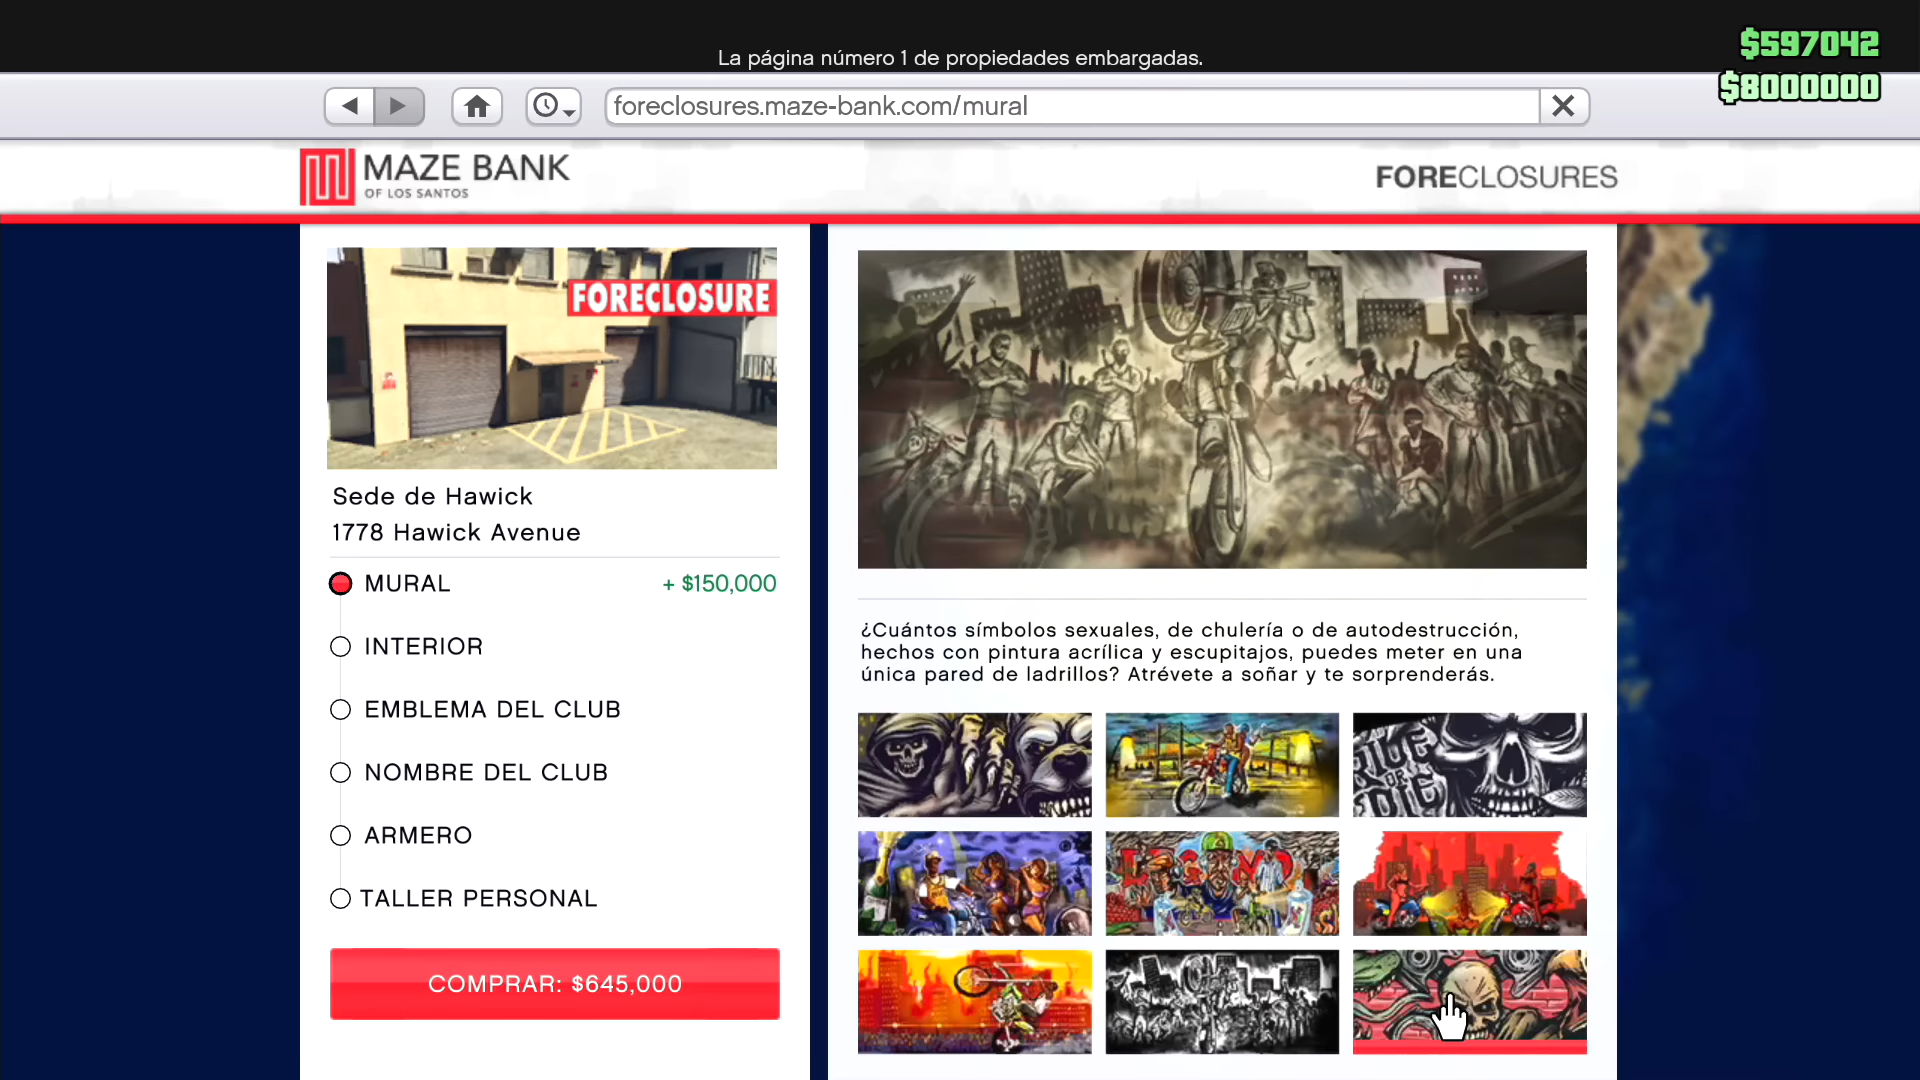 La página número 1 de propiedades embargadas.
$597042
$8000000
foreclosures.maze-bank.com/mural
MAZE BANK
OF LOS SANTOS
FORECLOSURES
FORECLOSURE
Sede de Hawick
1778 Hawick Avenue
MURAL + $150,000
INTERIOR
EMBLEMA DEL CLUB
NOMBRE DEL CLUB
ARMERO
TALLER PERSONAL
COMPRAR: $645,000
¿Cuántos símbolos sexuales, de chulería o de autodestrucción,
hechos con pintura acrílica y escupitajos, puedes meter en una
única pared de ladrillos? Atrévete a soñar y te sorprenderás.
OR
DIE